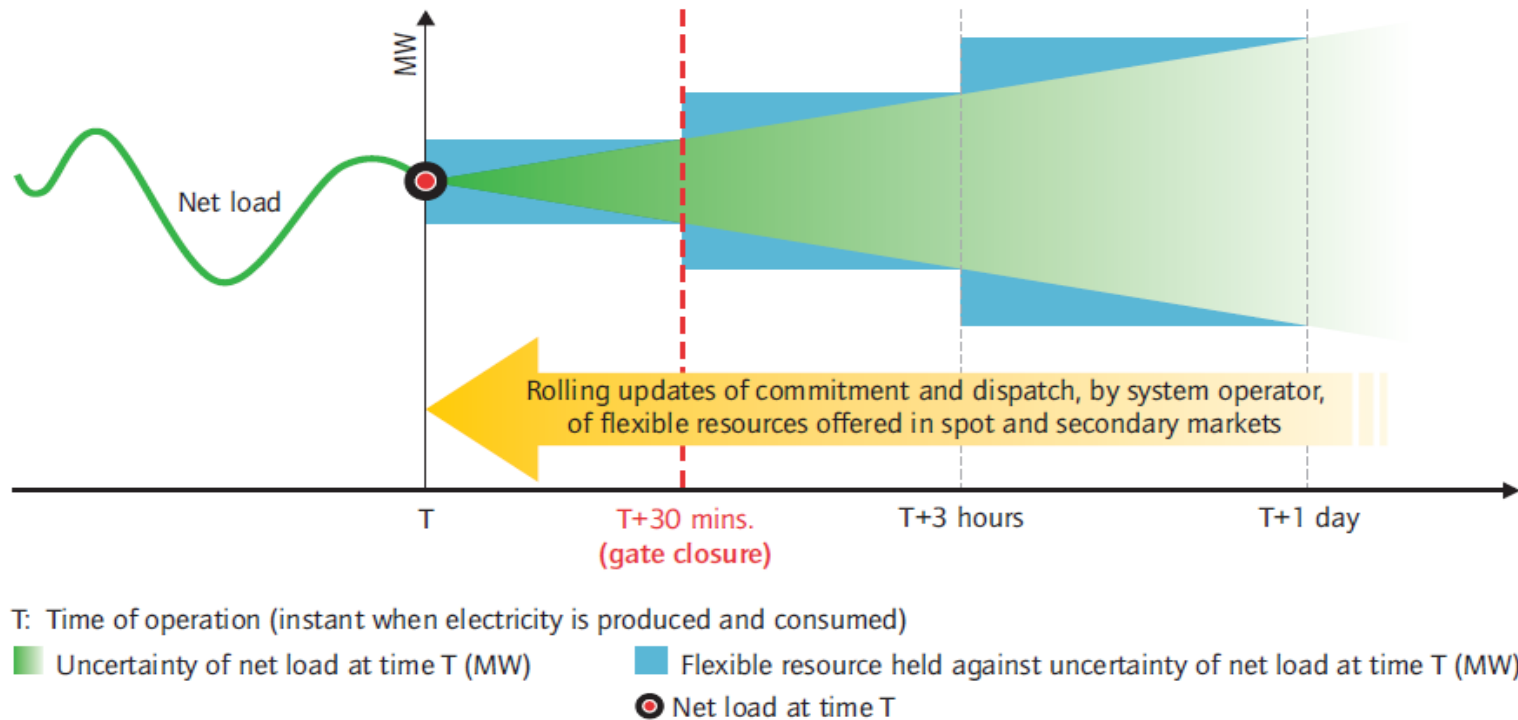 MW
Net load
Rolling updates of commitment and dispatch, by system operator,
of flexible resources offered in spot and secondary markets
T
T+30 mins.
(gate closure)
T+3 hours
T+1 day
T: Time of operation (instant when electricity is produced and consumed)
Uncertainty of net load at time T (MW)
Flexible resource held against uncertainty of net load at time T (MW)
Net load at time T